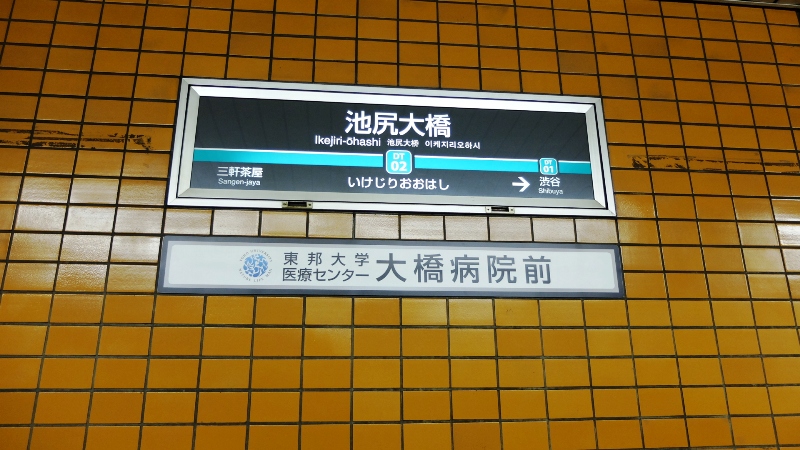 池尻大橋
Ikejiri-ōhashi 池尻大桥 이케지리오하시
DT
02
DT
01
三軒茶屋
Sangen-jaya
いけじりおおはし
→
渋谷
Shibuya
東邦大学
医療センター
大橋病院前